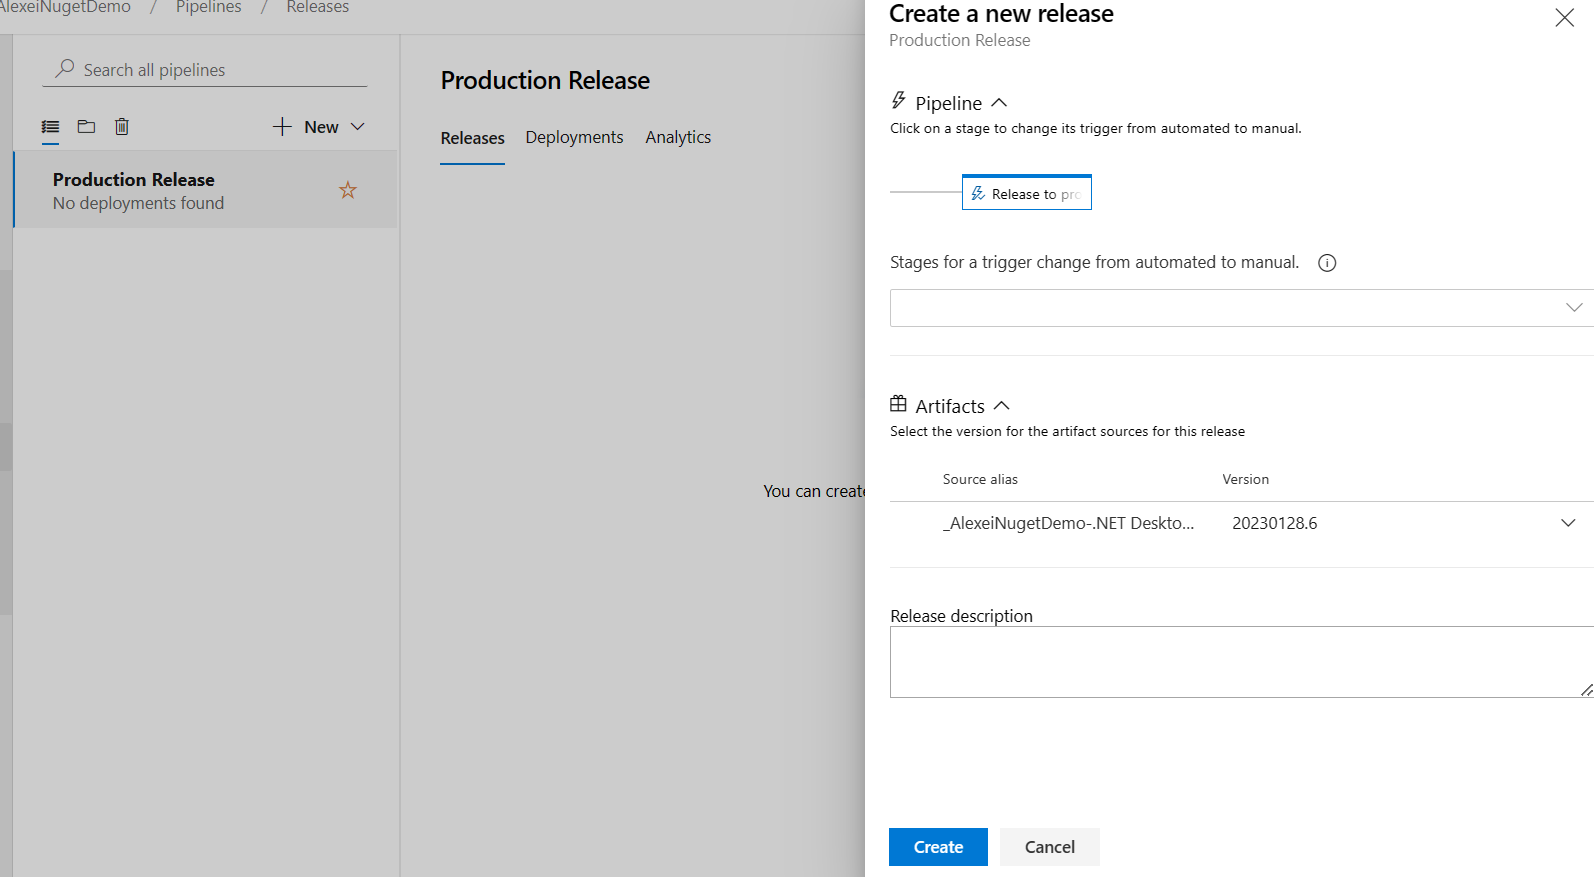 AlexeiNugetDemo / Pipelines / Releases
Search all pipelines
New
Production Release
No deployments found
Production Release
Releases Deployments Analytics
You can create
Create a new release
Production Release
Pipeline
Click on a stage to change its trigger from automated to manual.
Release to pro
Stages for a trigger change from automated to manual.
Artifacts
Select the version for the artifact sources for this release
Source alias Version
_AlexeiNugetDemo-.NET Deskto... 20230128.6
Release description
Create Cancel